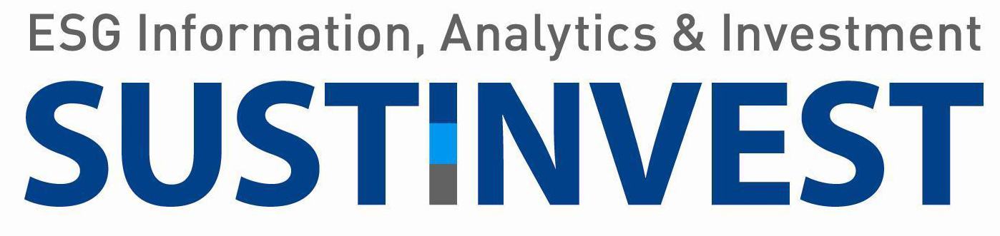 ESG Information, Analytics & Investment
SUSTINVEST